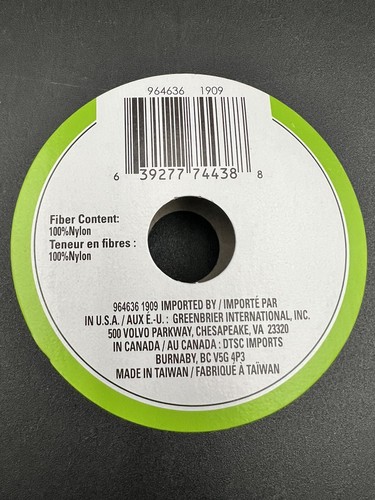 964636 1909
6 39277 74438 8
Fiber Content:
100%Nylon
Teneur en fibres :
100%Nylon
964636 1909 IMPORTED BY / IMPORTÉ PAR
IN U.S.A. / AUX É.-U. : GREENBRIER INTERNATIONAL, INC.
500 VOLVO PARKWAY, CHESAPEAKE, VA 23320
IN CANADA / AU CANADA : DTSC IMPORTS
BURNABY, BC V5G 4P3
MADE IN TAIWAN / FABRIQUÉ À TAÏWAN